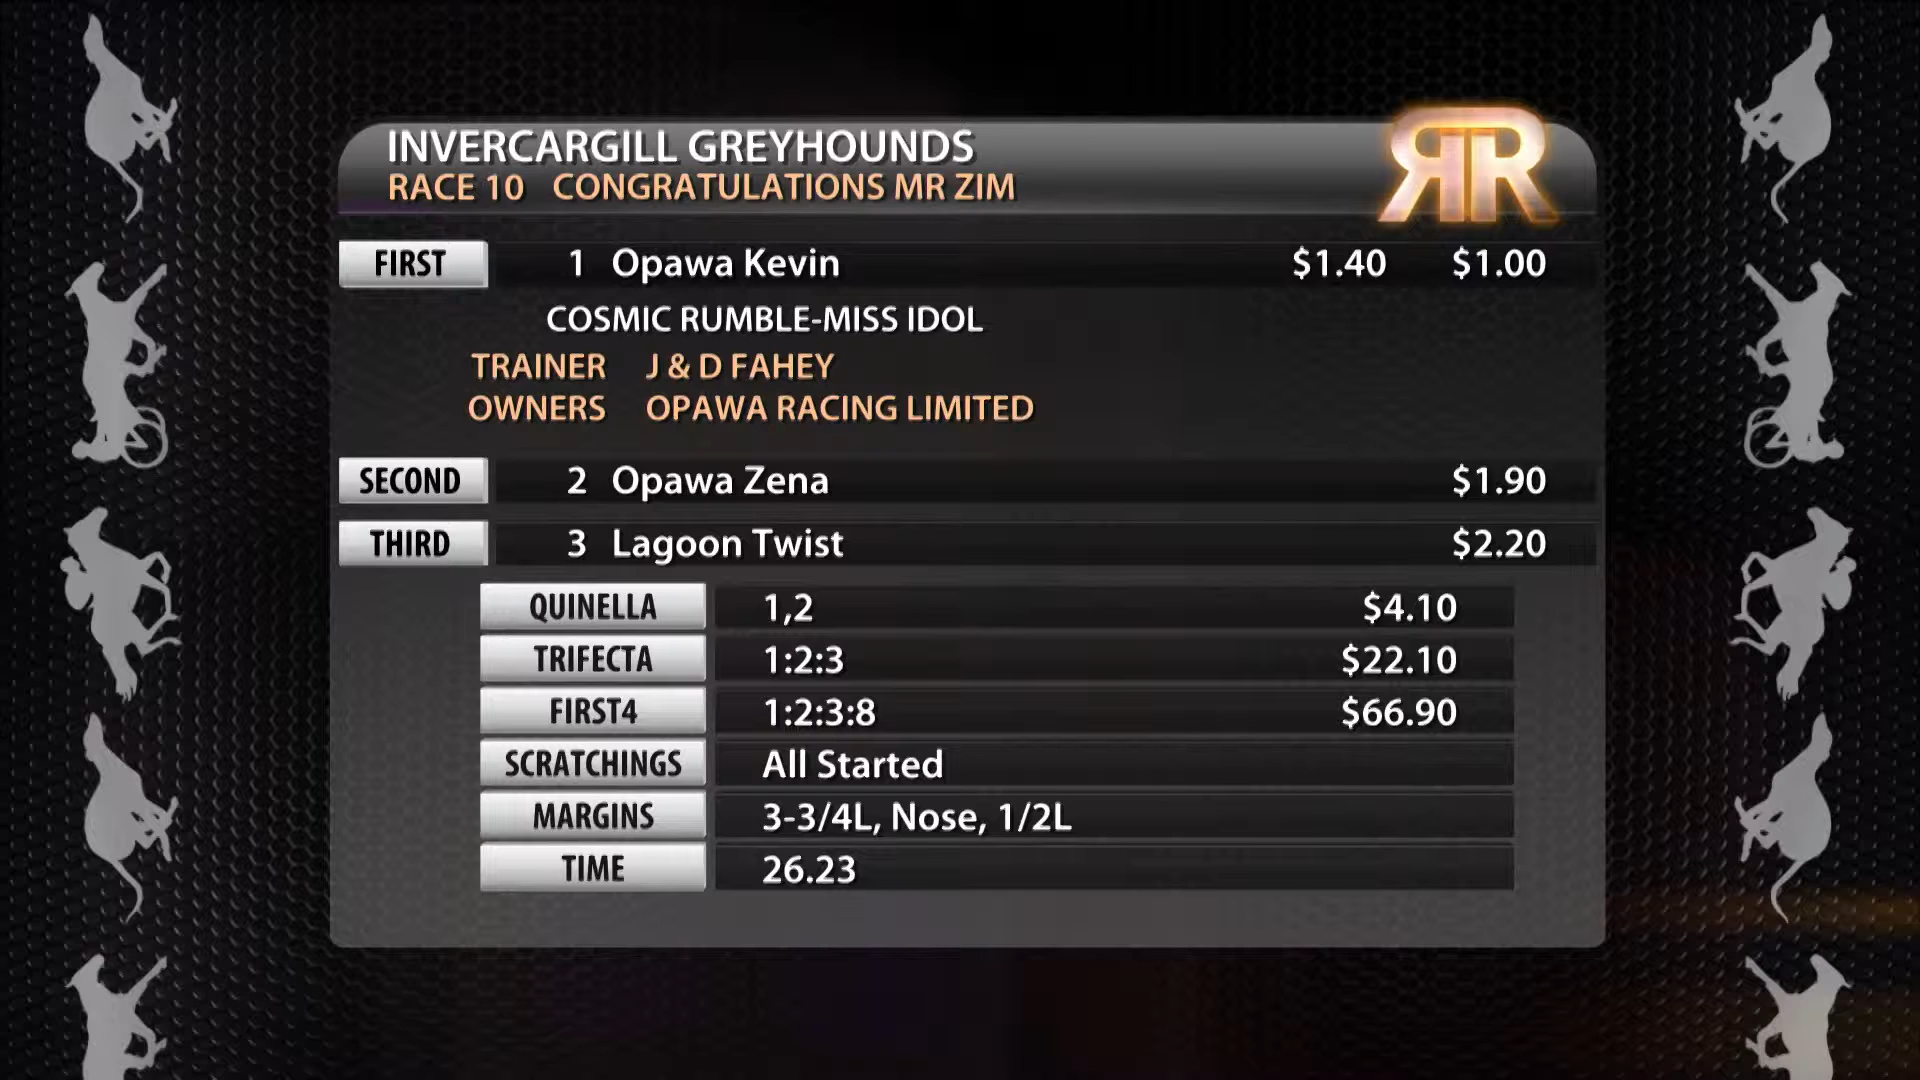 INVERCARGILL GREYHOUNDS
RACE 10 CONGRATULATIONS MR ZIM
RR
FIRST 1 Opawa Kevin $1.40 $1.00
COSMIC RUMBLE-MISS IDOL
TRAINER J & D FAHEY
OWNERS OPAWA RACING LIMITED
SECOND 2 Opawa Zena $1.90
THIRD 3 Lagoon Twist $2.20
QUINELLA 1,2 $4.10
TRIFECTA 1:2:3 $22.10
FIRST4 1:2:3:8 $66.90
SCRATCHINGS All Started
MARGINS 3-3/4L, Nose, 1/2L
TIME 26.23